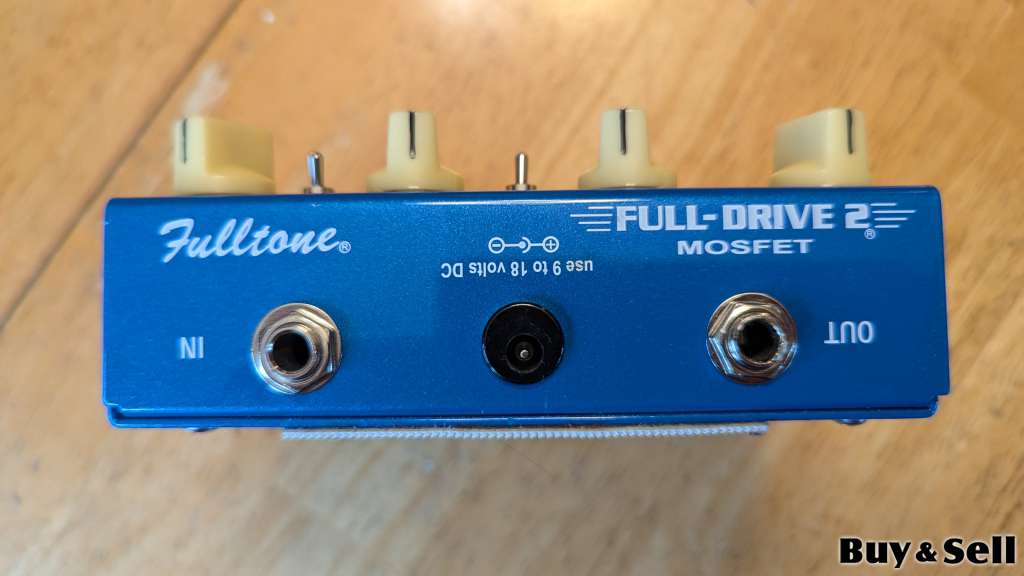 Fulltone®
FULL-DRIVE 2®
MOSFET
use 9 to 18 volts DC
IN
OUT
Buy & Sell